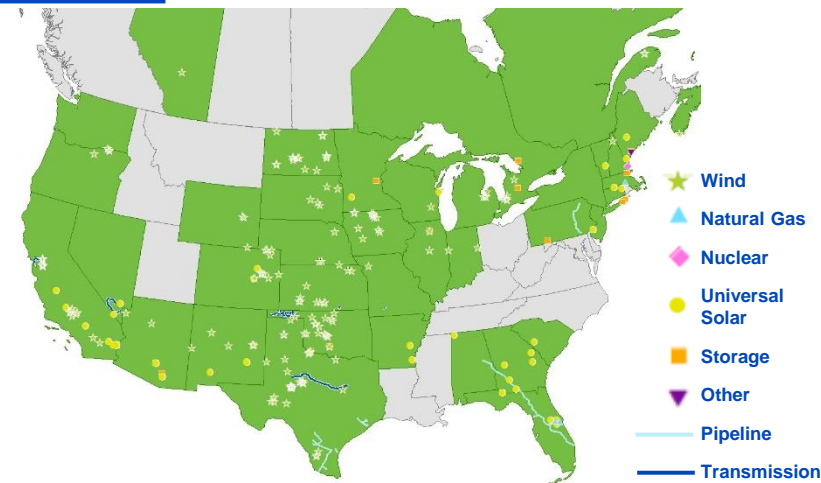 Wind
Natural Gas
Nuclear
Universal
Solar
Storage
Other
Pipeline
Transmission